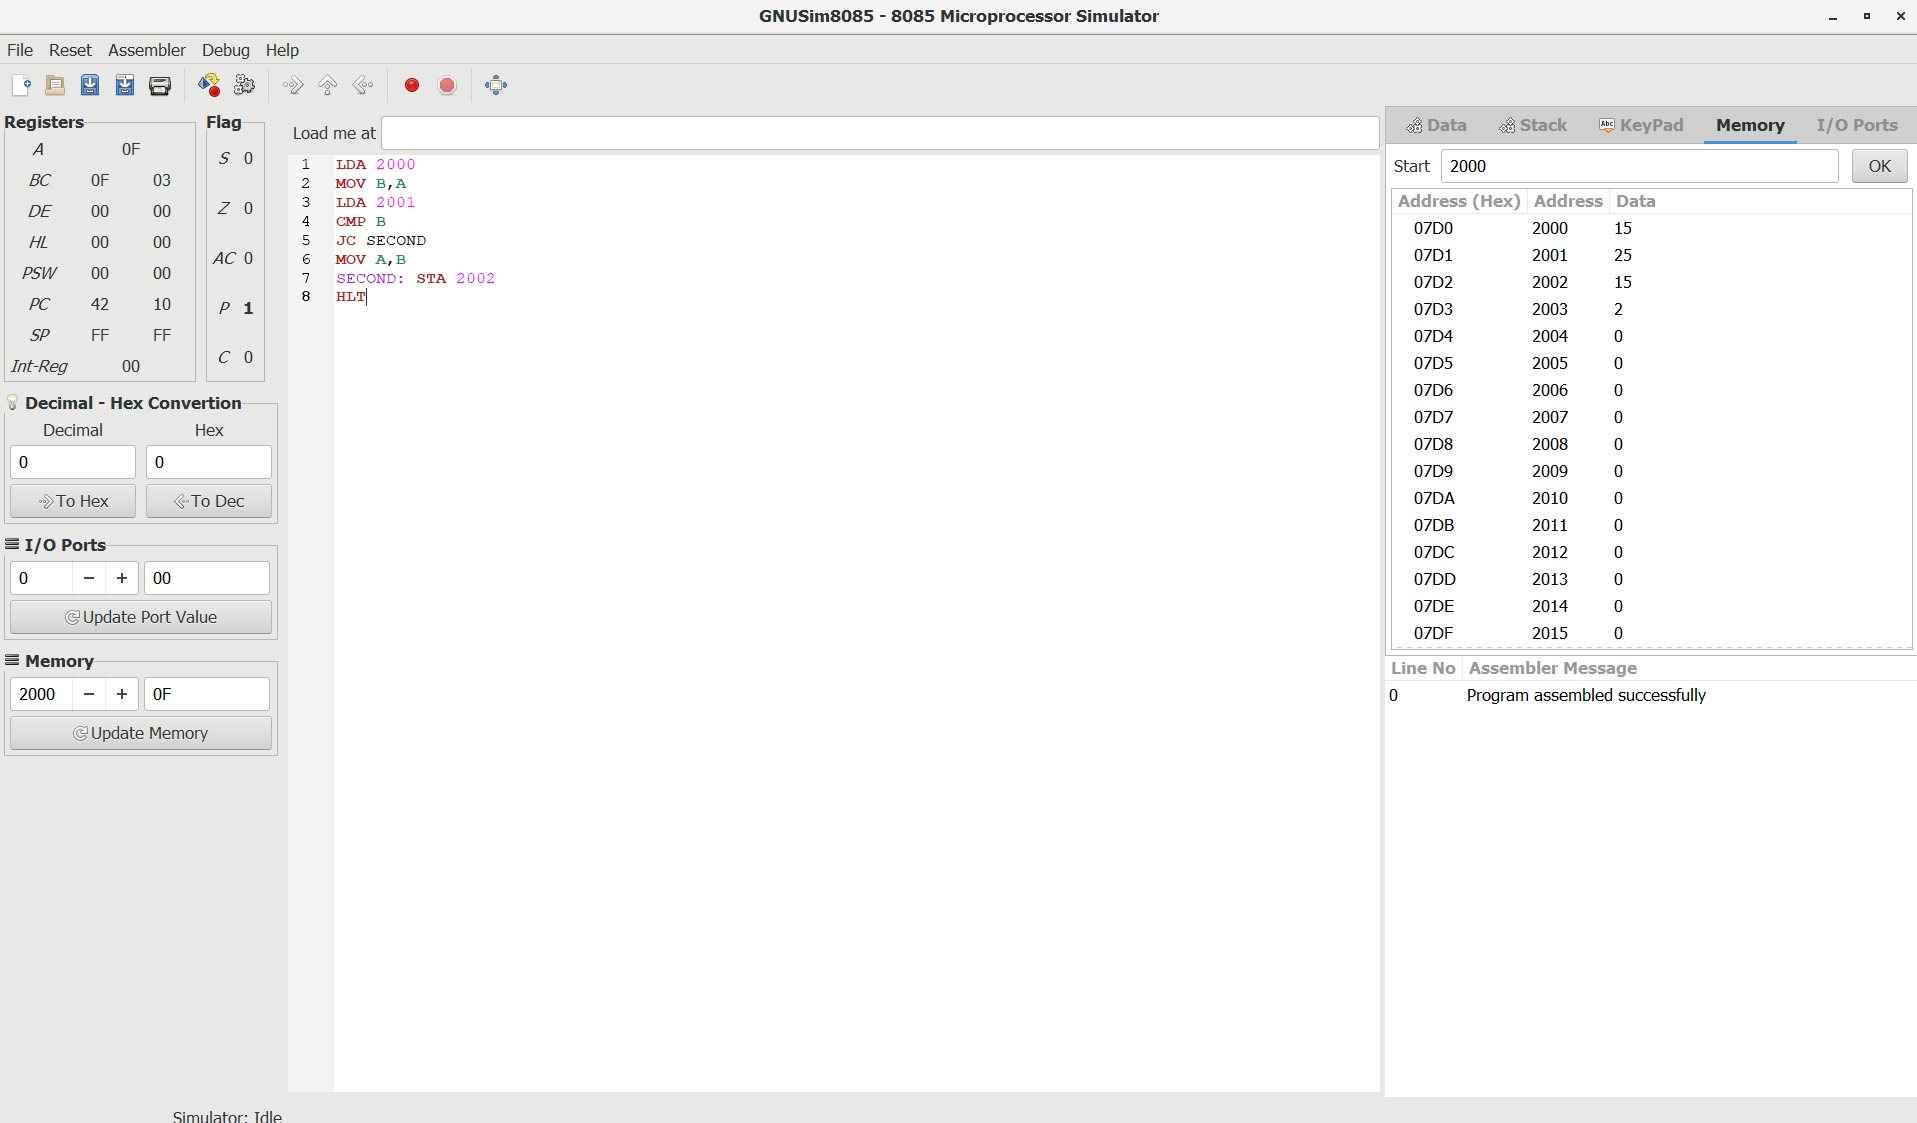 GNUSim8085 - 8085 Microprocessor Simulator
File Reset Assembler Debug Help
Registers
A 0F
BC 0F 03
DE 00 00
HL 00 00
PSW 00 00
PC 42 10
SP FF FF
Int-Reg 00
Flag
S 0
Z 0
AC 0
P 1
C 0
Decimal - Hex Convertion
Decimal Hex
0 0
To Hex To Dec
I/O Ports
0 − + 00
Update Port Value
Memory
2000 − + 0F
Update Memory
Load me at
1 LDA 2000
2 MOV B,A
3 LDA 2001
4 CMP B
5 JC SECOND
6 MOV A,B
7 SECOND: STA 2002
8 HLT
Data Stack Abc KeyPad Memory I/O Ports
Start 2000 OK
Address (Hex) Address Data
07D0 2000 15
07D1 2001 25
07D2 2002 15
07D3 2003 2
07D4 2004 0
07D5 2005 0
07D6 2006 0
07D7 2007 0
07D8 2008 0
07D9 2009 0
07DA 2010 0
07DB 2011 0
07DC 2012 0
07DD 2013 0
07DE 2014 0
07DF 2015 0
Line No Assembler Message
0 Program assembled successfully
Simulator: Idle